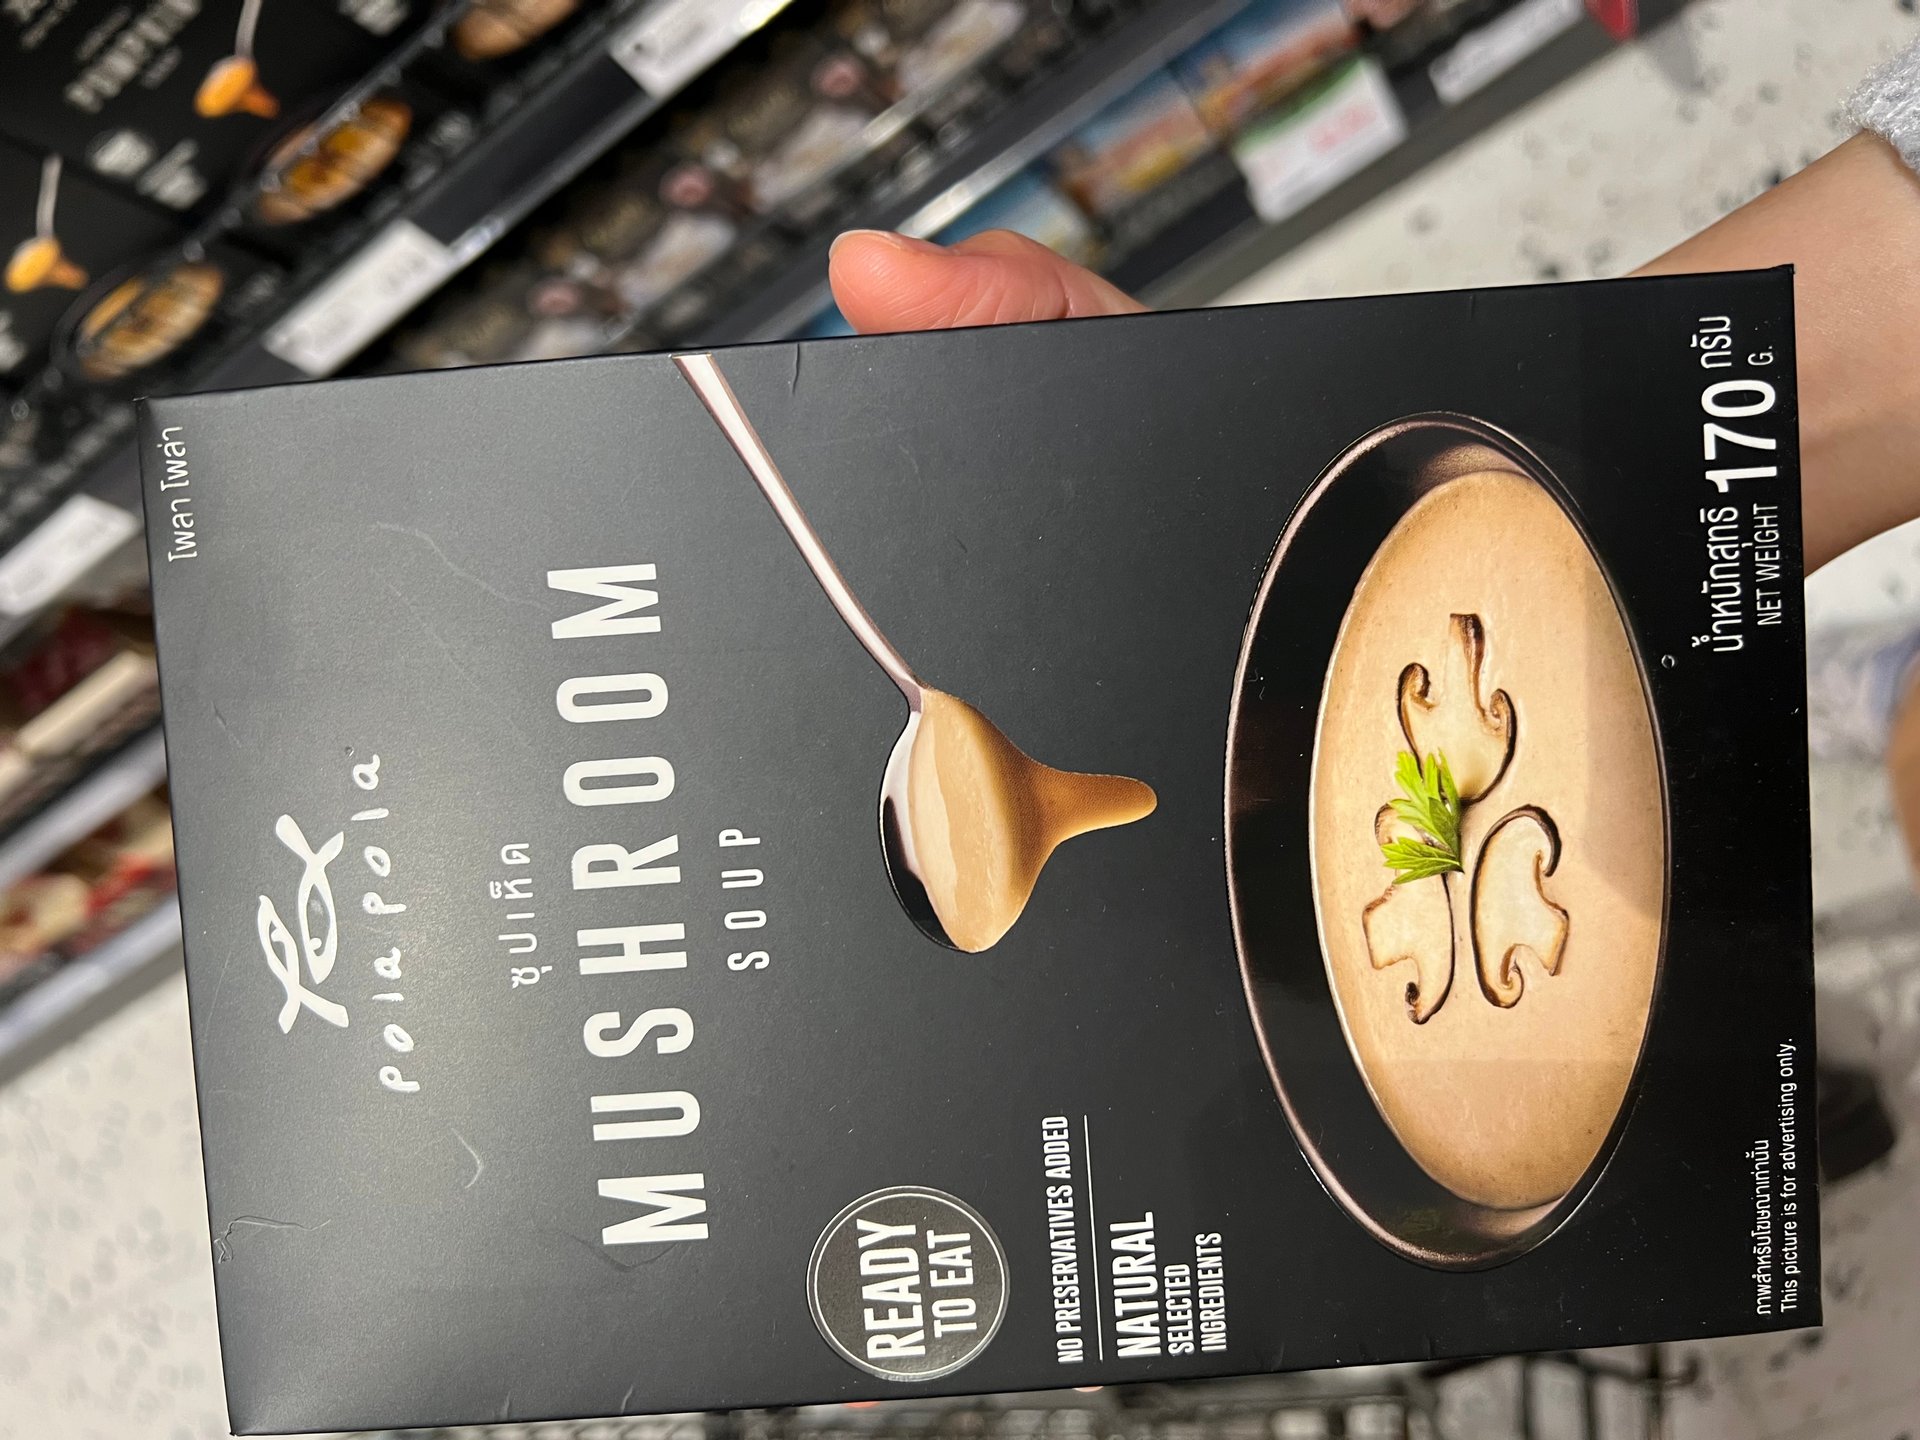 โพลา โพล่า
pola pola
ซุปเห็ด
MUSHROOM
SOUP
READY
TO EAT
NO PRESERVATIVES ADDED
NATURAL
SELECTED
INGREDIENTS
ภาพสำหรับโฆษณาเท่านั้น
This picture is for advertising only.
น้ำหนักสุทธิ 170 กรัม
NET WEIGHT G.